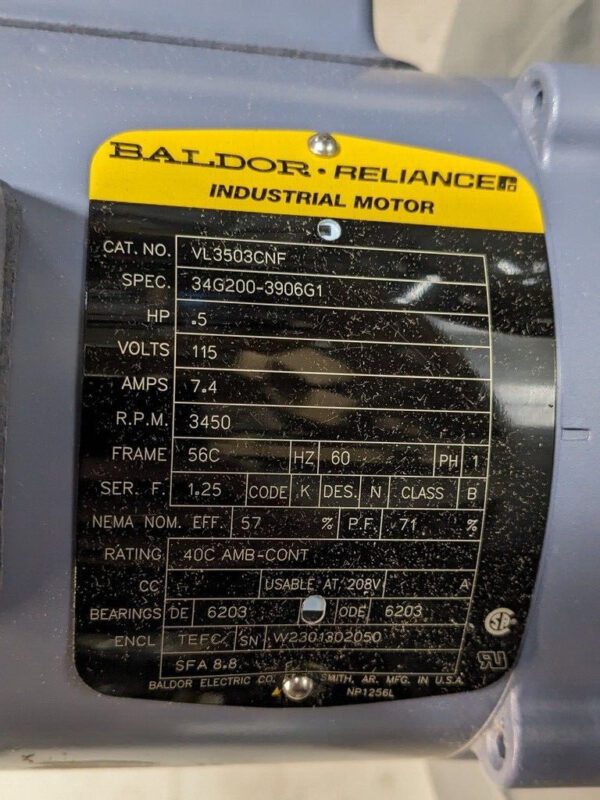 BALDOR · RELIANCE
INDUSTRIAL MOTOR
CAT. NO. VL3503CNF
SPEC. 34G200-3906G1
HP .5
VOLTS 115
AMPS 7.4
R.P.M. 3450
FRAME 56C HZ 60 PH 1
SER. F. 1.25 CODE K DES. N CLASS B
NEMA NOM. EFF. 57 % P.F. 71 %
RATING 40C AMB-CONT
CC USABLE AT 208V A
BEARINGS DE 6203 ODE 6203
ENCL TEFC SN W2301302050
SFA 8.8
BALDOR ELECTRIC CO. SMITH, AR. MFG. IN U.S.A.
NP1256L